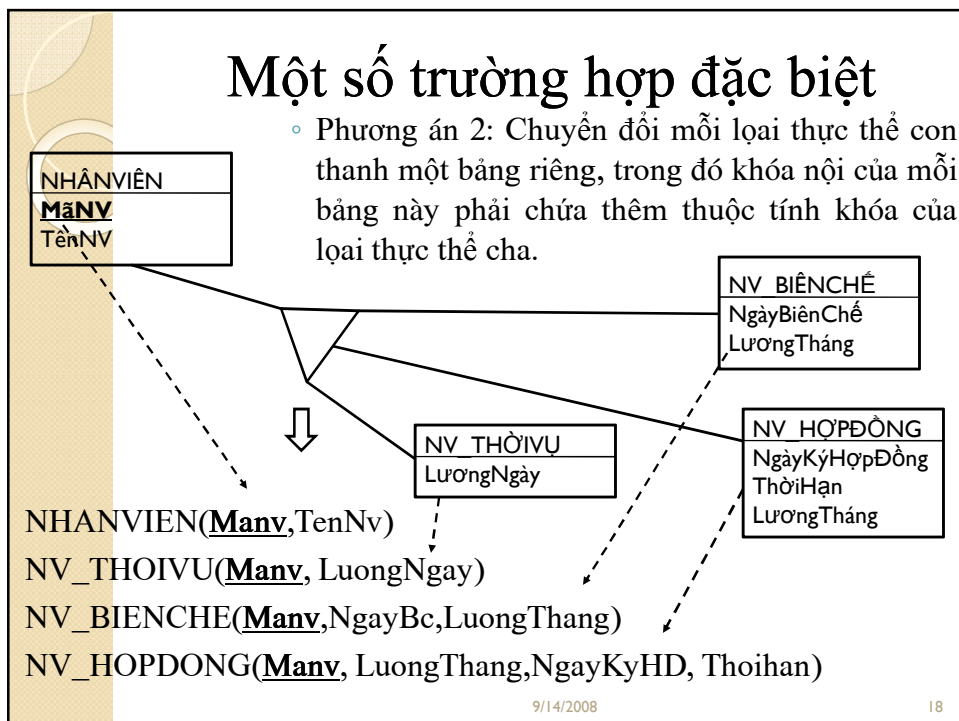 Một số trường hợp đặc biệt
◦ Phương án 2: Chuyển đổi mỗi lọai thực thể con
thanh một bảng riêng, trong đó khóa nội của mỗi
bảng này phải chứa thêm thuộc tính khóa của
lọai thực thể cha.
NHÂNVIÊN
MãNV
TênNV
NV_BIÊNCHẾ
NgàyBiênChế
LươngTháng
NV_HỢPĐỒNG
NgàyKýHợpĐồng
ThờiHạn
LươngTháng
NV_THỜIVỤ
LươngNgày
NHANVIEN(Manv,TenNv)
NV_THOIVU(Manv, LuongNgay)
NV_BIENCHE(Manv,NgayBc,LuongThang)
NV_HOPDONG(Manv, LuongThang,NgayKyHD, Thoihan)
9/14/2008
18